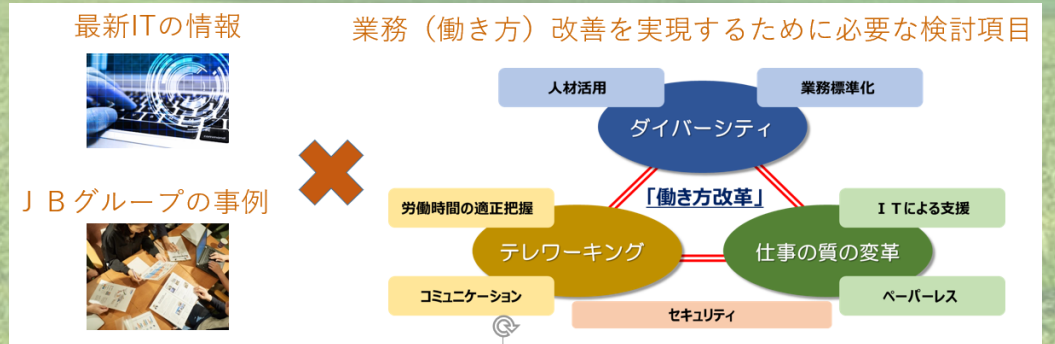 最新ITの情報
業務（働き方）改善を実現するために必要な検討項目
人材活用
業務標準化
ダイバーシティ
ＪＢグループの事例
労働時間の適正把握
「働き方改革」
ＩＴによる支援
テレワーキング
仕事の質の変革
コミュニケーション
ペーパーレス
セキュリティ